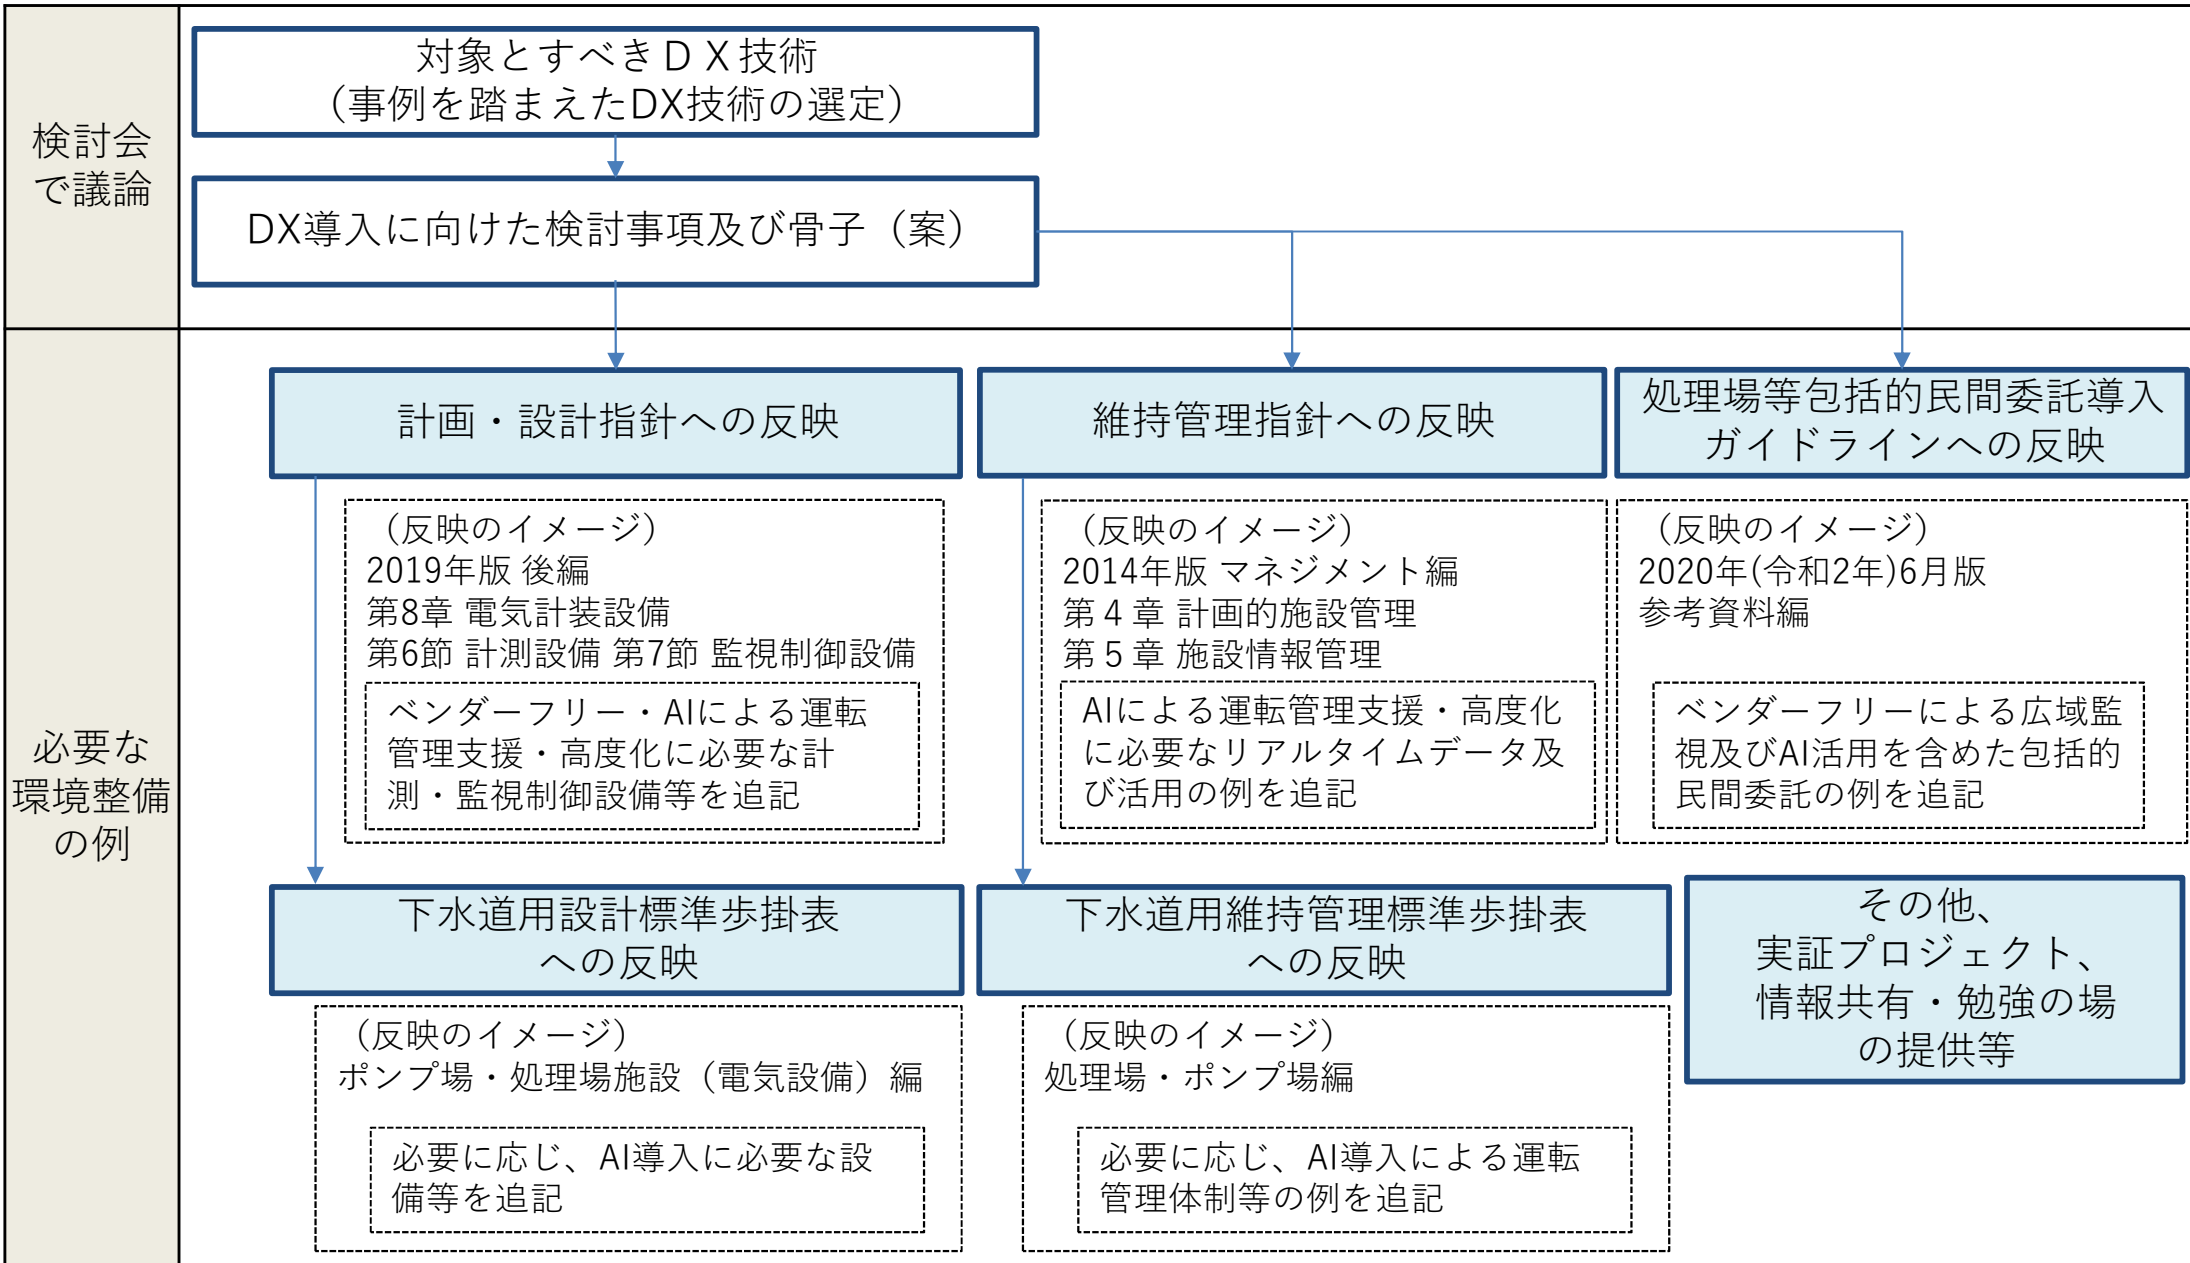 検討会
で議論
対象とすべきＤＸ技術
（事例を踏まえたDX技術の選定）
DX導入に向けた検討事項及び骨子（案）
必要な
環境整備
の例
計画・設計指針への反映
（反映のイメージ）
2019年版 後編
第8章 電気計装設備
第6節 計測設備 第7節 監視制御設備
ベンダーフリー・AIによる運転
管理支援・高度化に必要な計
測・監視制御設備等を追記
維持管理指針への反映
（反映のイメージ）
2014年版 マネジメント編
第４章 計画的施設管理
第５章 施設情報管理
AIによる運転管理支援・高度化
に必要なリアルタイムデータ及
び活用の例を追記
処理場等包括的民間委託導入
ガイドラインへの反映
（反映のイメージ）
2020年(令和2年)6月版
参考資料編
ベンダーフリーによる広域監
視及びAI活用を含めた包括的
民間委託の例を追記
下水道用設計標準歩掛表
への反映
（反映のイメージ）
ポンプ場・処理場施設（電気設備）編
必要に応じ、AI導入に必要な設
備等を追記
下水道用維持管理標準歩掛表
への反映
（反映のイメージ）
処理場・ポンプ場編
必要に応じ、AI導入による運転
管理体制等の例を追記
その他、
実証プロジェクト、
情報共有・勉強の場
の提供等